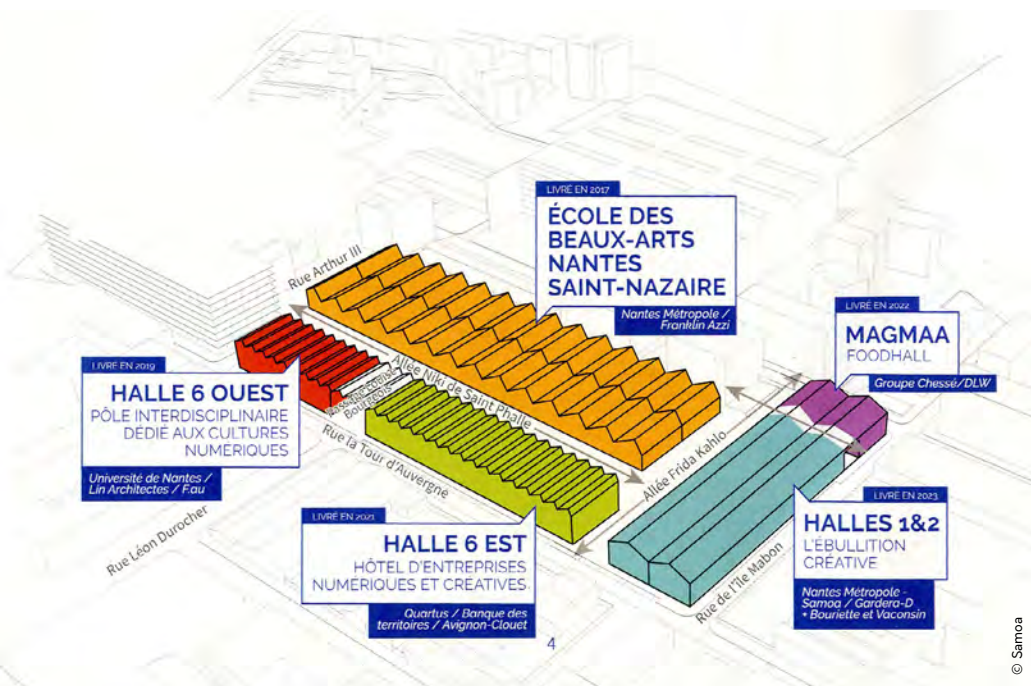 LIVRÉ EN 2017
ÉCOLE DES
BEAUX-ARTS
NANTES
SAINT-NAZAIRE
Nantes Métropole /
Franklin Azzi
Rue Arthur III
LIVRÉ EN 2022
MAGMAA
FOODHALL
Groupe Chessé/DLW
LIVRÉ EN 2019
HALLE 6 OUEST
PÔLE INTERDISCIPLINAIRE
DÉDIÉ AUX CULTURES
NUMÉRIQUES
Université de Nantes /
Lin Architectes / F.au
Allée Niki de Saint Phalle
Bourgeois
Rue la Tour d'Auvergne
Allée Frida Kahlo
Rue Léon Durocher
LIVRÉ EN 2021
HALLE 6 EST
HÔTEL D'ENTREPRISES
NUMÉRIQUES ET CRÉATIVES
Quartus / Banque des
territoires / Avignon-Clouet
Rue de l'île Mabon
LIVRÉ EN 2023
HALLES 1&2
L'ÉBULLITION
CRÉATIVE
Nantes Métropole -
Samoa / Gardera-D
+ Bouriette et Vaconsin
4
© Samoa